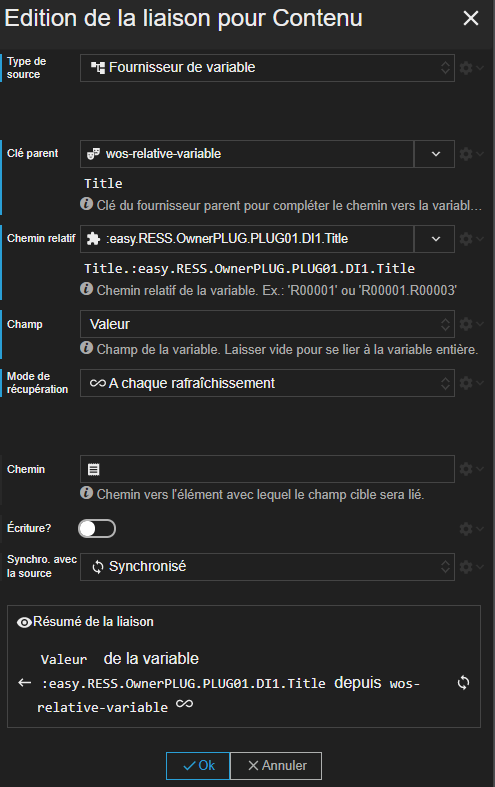 Edition de la liaison pour Contenu
Type de
source
Fournisseur de variable
Clé parent
wos-relative-variable
Title
Clé du fournisseur parent pour compléter le chemin vers la variabl...
Chemin relatif
:easy.RESS.OwnerPLUG.PLUG01.DI1.Title
Title.:easy.RESS.OwnerPLUG.PLUG01.DI1.Title
Chemin relatif de la variable. Ex.: 'R00001' ou 'R00001.R00003'
Champ
Valeur
Champ de la variable. Laisser vide pour se lier à la variable entière.
Mode de
récupération
A chaque rafraîchissement
Chemin
Chemin vers l'élément avec lequel le champ cible sera lié.
Écriture?
Synchro. avec
la source
Synchronisé
Résumé de la liaison
Valeur de la variable
:easy.RESS.OwnerPLUG.PLUG01.DI1.Title depuis wos-
relative-variable
Ok
Annuler